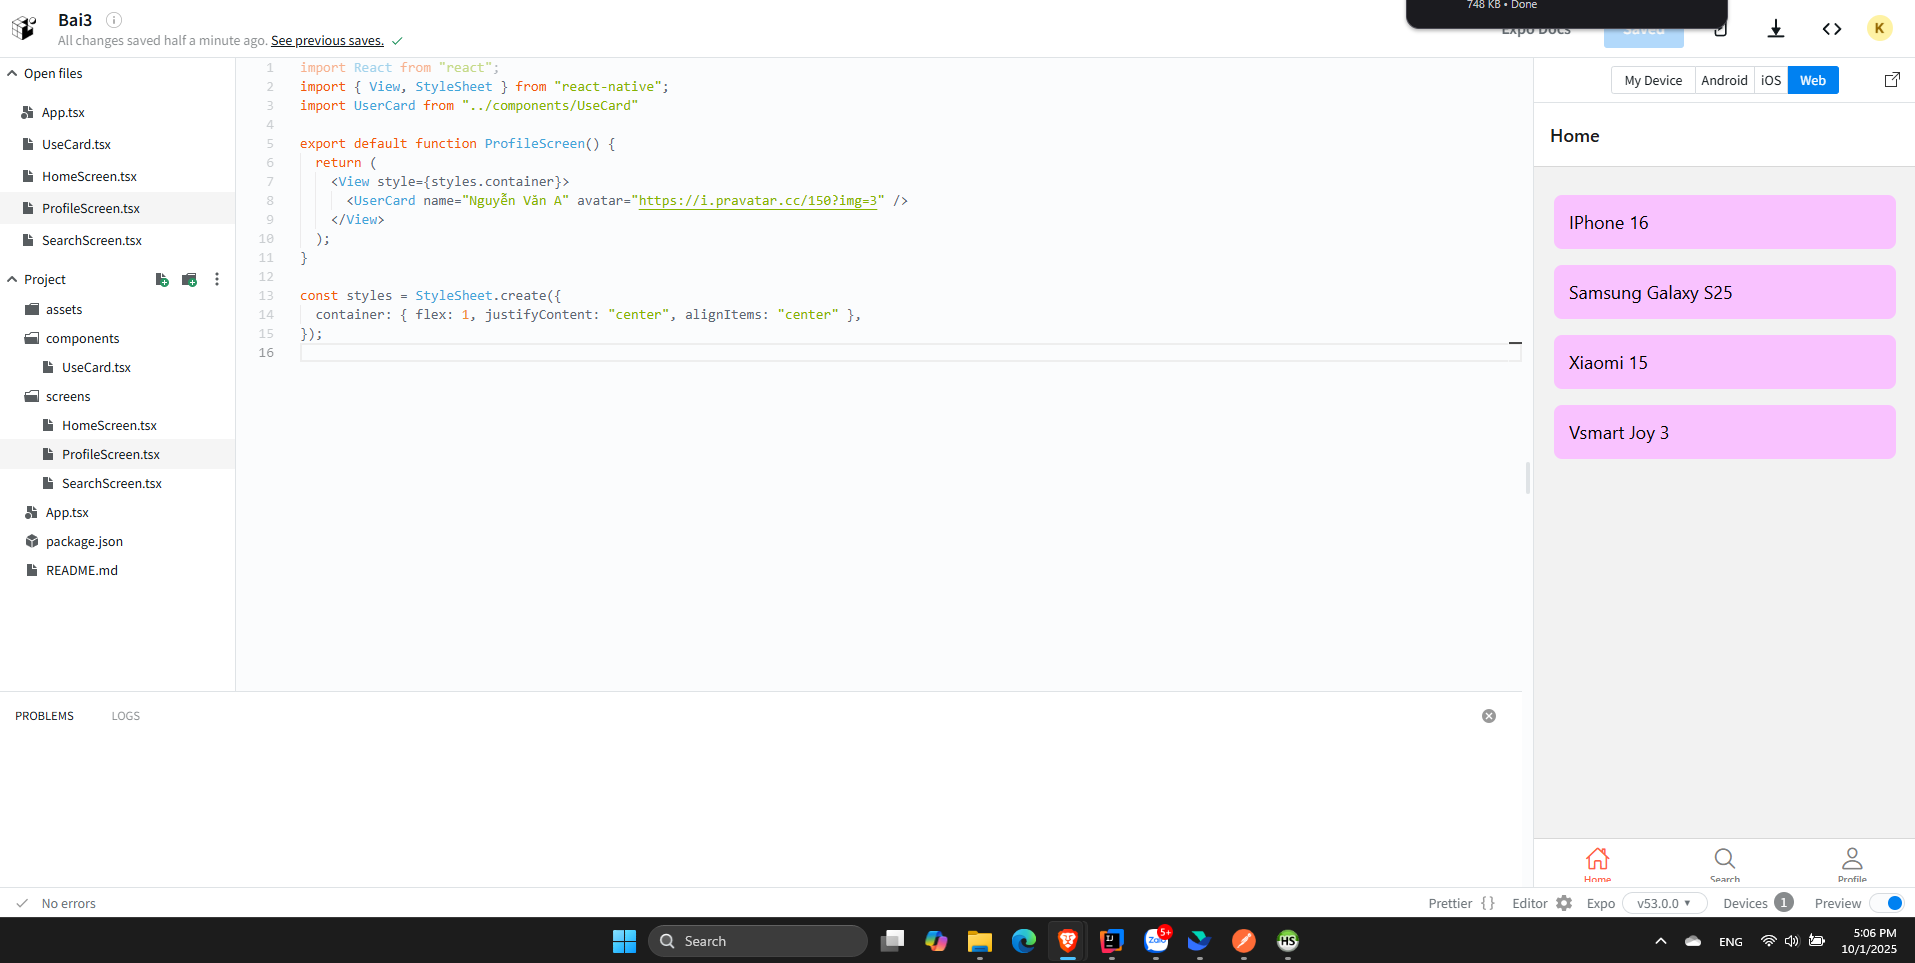 748 KB • Done
Bai3
All changes saved half a minute ago. See previous saves.
Expo Docs
Saved
K
Open files
App.tsx
UseCard.tsx
HomeScreen.tsx
ProfileScreen.tsx
SearchScreen.tsx
Project
assets
components
UseCard.tsx
screens
HomeScreen.tsx
ProfileScreen.tsx
SearchScreen.tsx
App.tsx
package.json
README.md
1 import React from "react";
2 import { View, StyleSheet } from "react-native";
3 import UserCard from "../components/UseCard"
4
5 export default function ProfileScreen() {
6 return (
7 <View style={styles.container}>
8 <UserCard name="Nguyễn Văn A" avatar="https://i.pravatar.cc/150?img=3" />
9 </View>
10 );
11 }
12
13 const styles = StyleSheet.create({
14 container: { flex: 1, justifyContent: "center", alignItems: "center" },
15 });
16
My Device Android iOS Web
Home
IPhone 16
Samsung Galaxy S25
Xiaomi 15
Vsmart Joy 3
Home Search Profile
PROBLEMS LOGS
No errors
Prettier {} Editor Expo v53.0.0 Devices 1 Preview
Search
IJ
Zalo
5+
HS
ENG
5:06 PM
10/1/2025